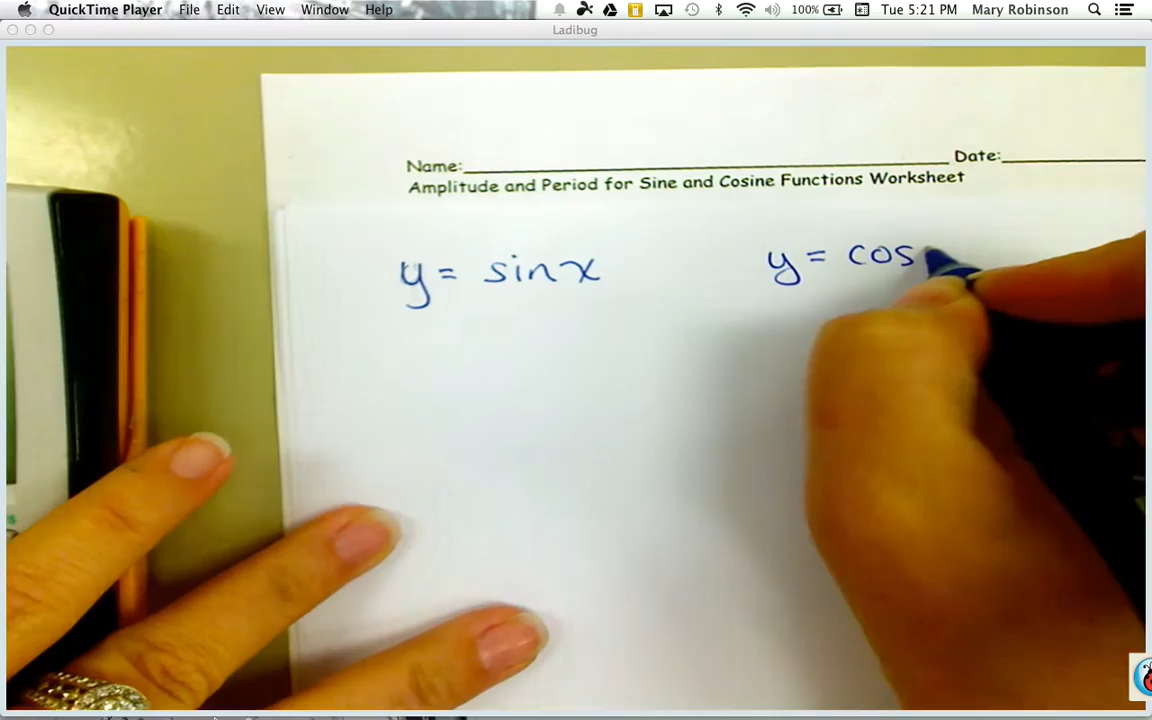 QuickTime Player File Edit View Window Help 100% Tue 5:21 PM Mary Robinson
Ladibug
Name: Date:
Amplitude and Period for Sine and Cosine Functions Worksheet
y = sinx y = cos